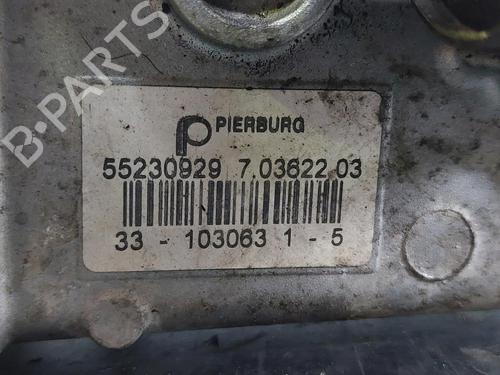 B-PARTS
PIERBURG
55230929 7.03622.03
33 - 103063 1 - 5